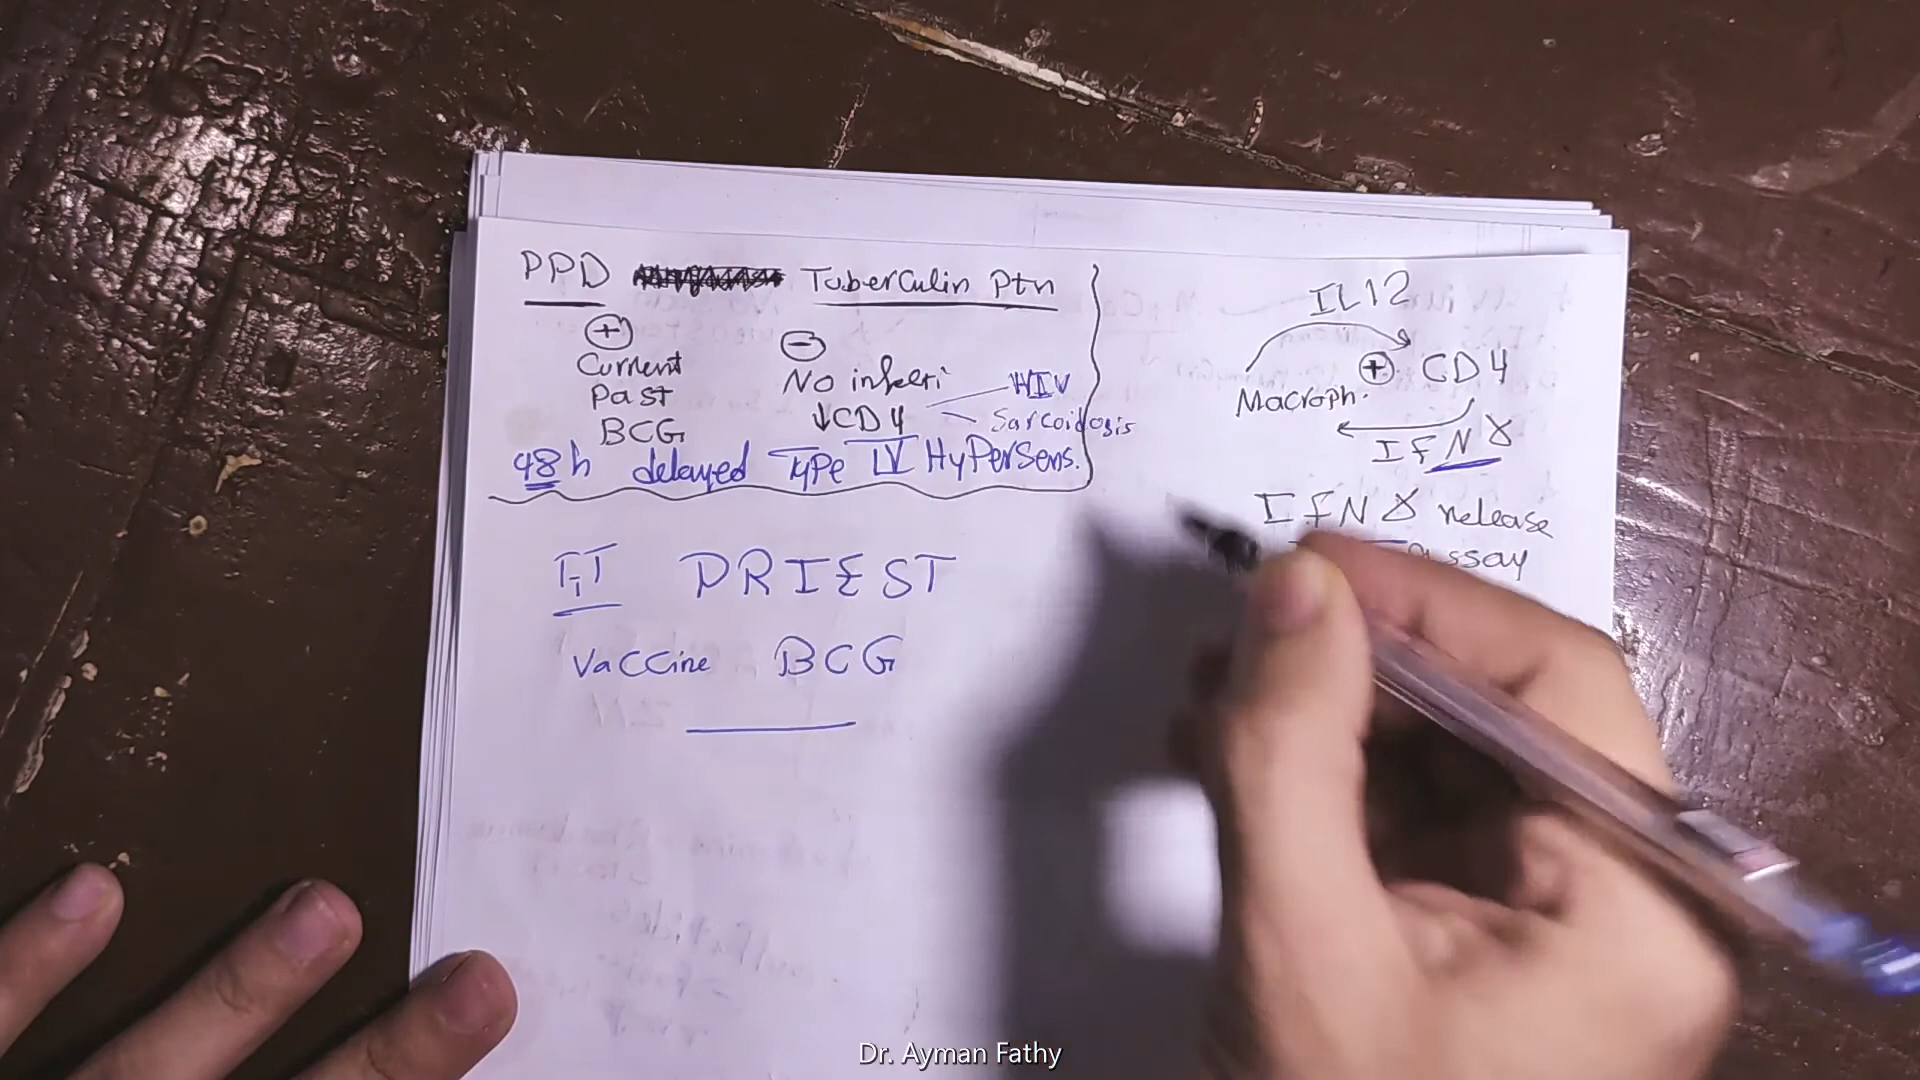 PPD Tuberculin Ptn
+ -
Current No infecti HIV
Past ↓CD4 Sarcoidosis
BCG
48h delayed Type IV HyPerSens.
IL12
+ CD4
Macroph.
IFN γ
IFN γ release
assay
TTT PRIEST
Vaccine BCG
Dr. Ayman Fathy